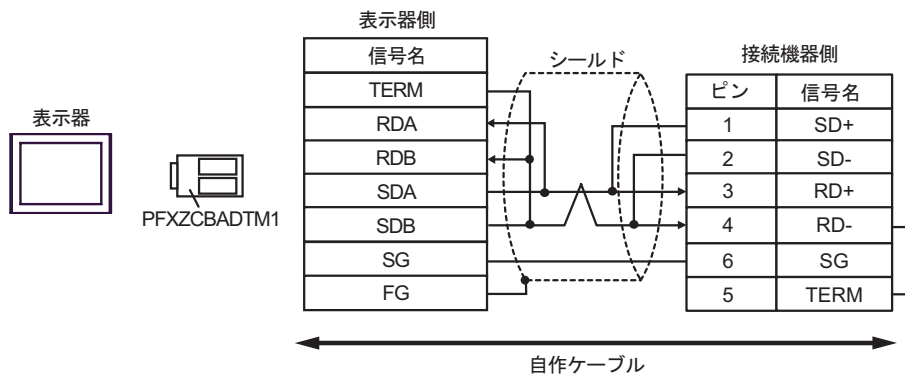 表示器
PFXZCBADTM1
表示器側
信号名
TERM
RDA
RDB
SDA
SDB
SG
FG
シールド
接続機器側
ピン 信号名
1 SD+
2 SD-
3 RD+
4 RD-
6 SG
5 TERM
自作ケーブル